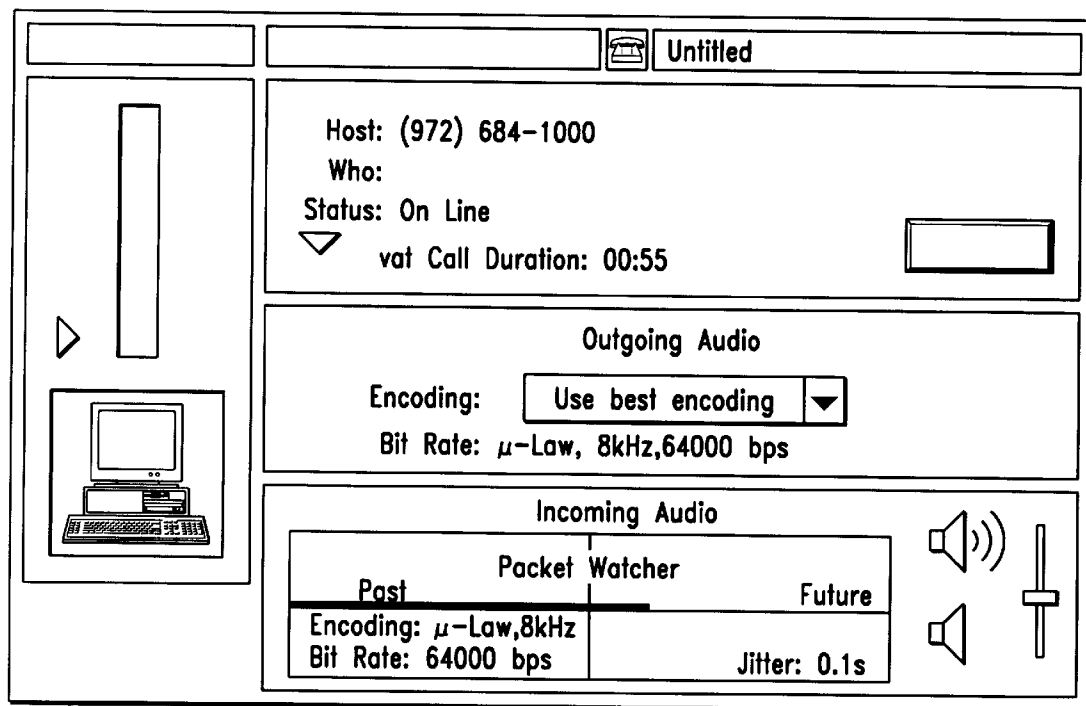 Untitled
Host: (972) 684-1000
Who:
Status: On Line
vat Call Duration: 00:55
Outgoing Audio
Encoding: Use best encoding
Bit Rate: μ-Law, 8kHz,64000 bps
Incoming Audio
Packet Watcher
Past Future
Encoding: μ-Law,8kHz
Bit Rate: 64000 bps Jitter: 0.1s